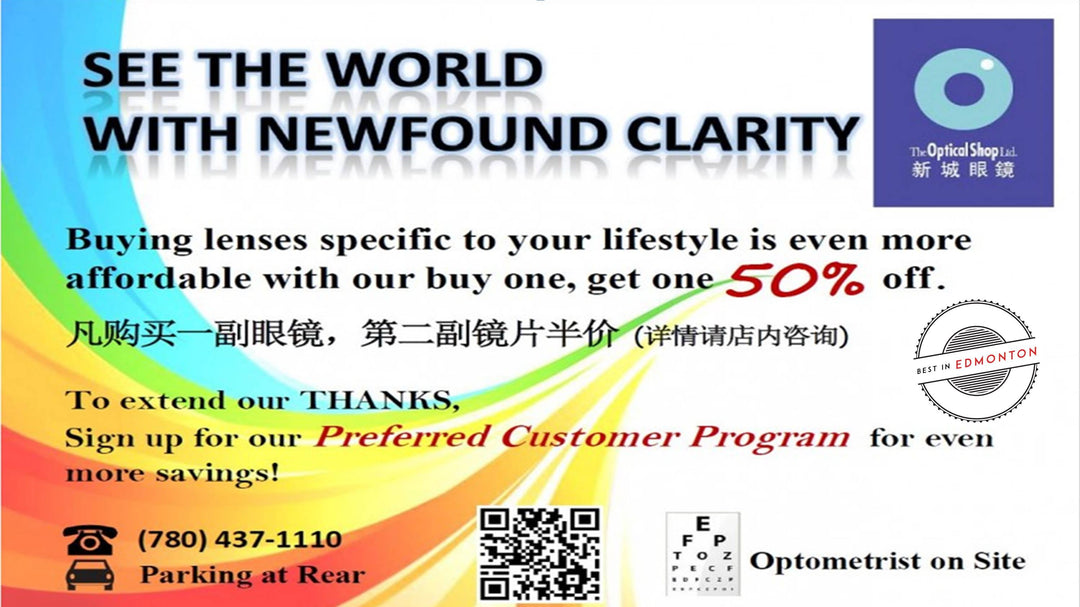 SEE THE WORLD
WITH NEWFOUND CLARITY
The Optical Shop Ltd.
新城眼鏡
Buying lenses specific to your lifestyle is even more
affordable with our buy one, get one 50% off.
凡购买一副眼镜，第二副镜片半价 (详情请店内咨询)
BEST IN EDMONTON
To extend our THANKS,
Sign up for our Preferred Customer Program for even
more savings!
(780) 437-1110
Parking at Rear
E
F P
T O Z
P E C F
Optometrist on Site